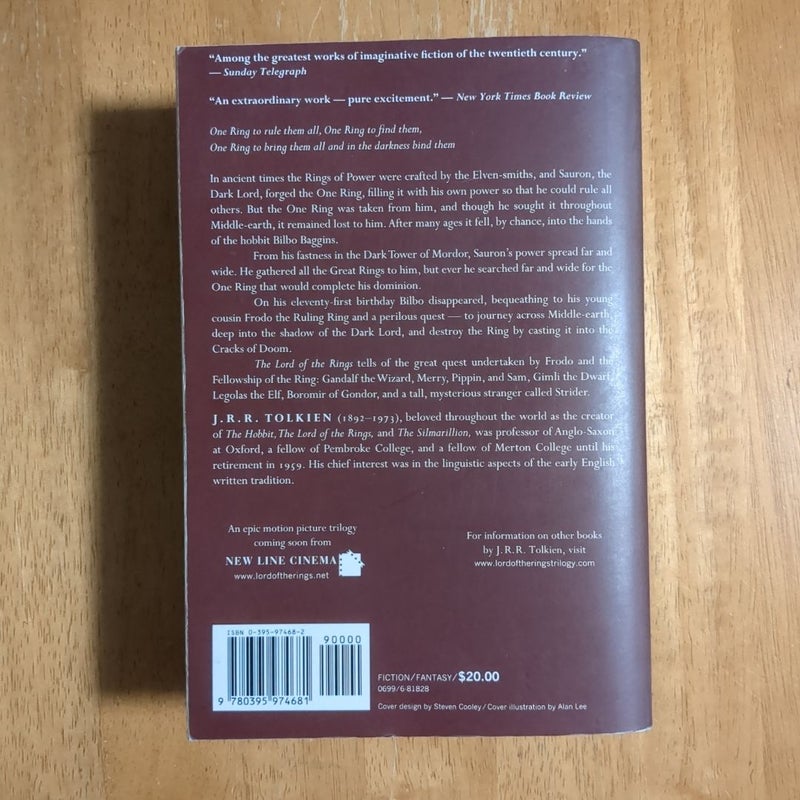 “Among the greatest works of imaginative fiction of the twentieth century.”
— Sunday Telegraph
“An extraordinary work — pure excitement.” — New York Times Book Review
One Ring to rule them all, One Ring to find them,
One Ring to bring them all and in the darkness bind them
In ancient times the Rings of Power were crafted by the Elven-smiths, and Sauron, the
Dark Lord, forged the One Ring, filling it with his own power so that he could rule all
others. But the One Ring was taken from him, and though he sought it throughout
Middle-earth, it remained lost to him. After many ages it fell, by chance, into the hands
of the hobbit Bilbo Baggins.
From his fastness in the Dark Tower of Mordor, Sauron’s power spread far and
wide. He gathered all the Great Rings to him, but ever he searched far and wide for the
One Ring that would complete his dominion.
On his eleventy-first birthday Bilbo disappeared, bequeathing to his young
cousin Frodo the Ruling Ring and a perilous quest — to journey across Middle-earth,
deep into the shadow of the Dark Lord, and destroy the Ring by casting it into the
Cracks of Doom.
The Lord of the Rings tells of the great quest undertaken by Frodo and the
Fellowship of the Ring: Gandalf the Wizard, Merry, Pippin, and Sam, Gimli the Dwarf,
Legolas the Elf, Boromir of Gondor, and a tall, mysterious stranger called Strider.
J.R.R. TOLKIEN (1892–1973), beloved throughout the world as the creator
of The Hobbit, The Lord of the Rings, and The Silmarillion, was professor of Anglo-Saxon
at Oxford, a fellow of Pembroke College, and a fellow of Merton College until his
retirement in 1959. His chief interest was in the linguistic aspects of the early English
written tradition.
An epic motion picture trilogy
coming soon from
NEW LINE CINEMA
www.lordoftherings.net
For information on other books
by J.R.R. Tolkien, visit
www.lordoftheringstrilogy.com
ISBN 0-395-97468-2
90000
9 780395 974681
FICTION/FANTASY/$20.00
0699/6-81828
Cover design by Steven Cooley/Cover illustration by Alan Lee